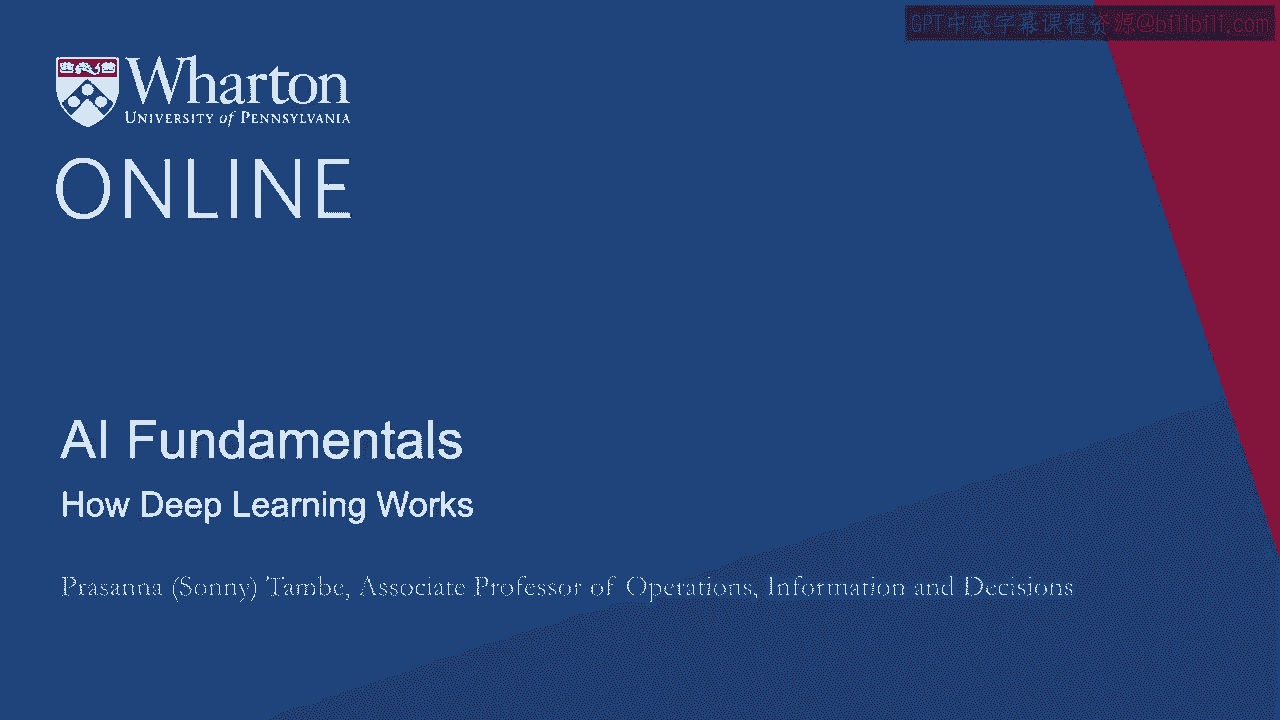 GPT中英字幕课程资源@bilibili.com
Wharton
UNIVERSITY of PENNSYLVANIA
ONLINE
AI Fundamentals
How Deep Learning Works
Prasanna (Sonny) Tambe, Associate Professor of Operations, Information and Decisions